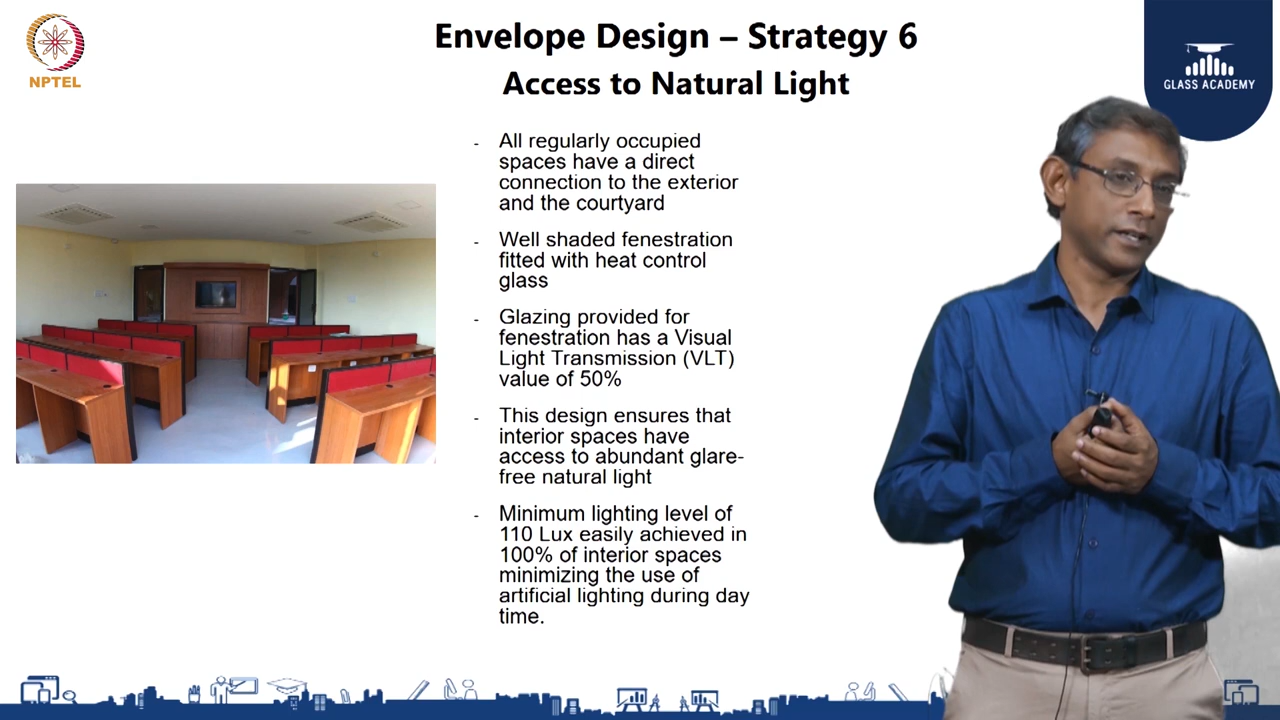 NPTEL
Envelope Design – Strategy 6
Access to Natural Light
GLASS ACADEMY
- All regularly occupied
spaces have a direct
connection to the exterior
and the courtyard
- Well shaded fenestration
fitted with heat control
glass
- Glazing provided for
fenestration has a Visual
Light Transmission (VLT)
value of 50%
- This design ensures that
interior spaces have
access to abundant glare-
free natural light
- Minimum lighting level of
110 Lux easily achieved in
100% of interior spaces
minimizing the use of
artificial lighting during day
time.